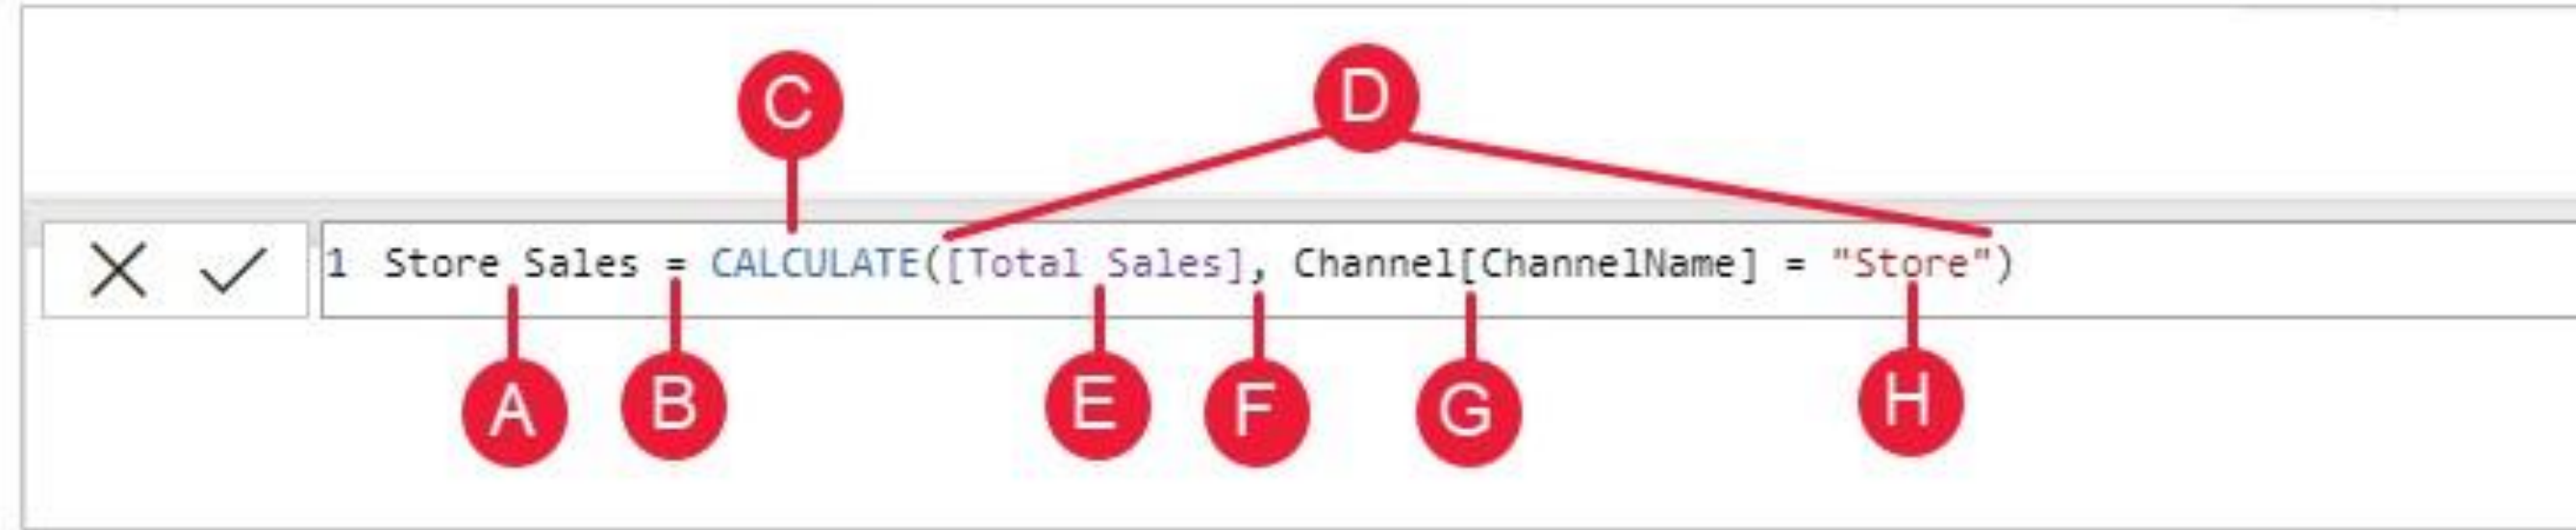 C
D
1 Store Sales = CALCULATE([Total Sales], Channel[ChannelName] = "Store")
A
B
E
F
G
H